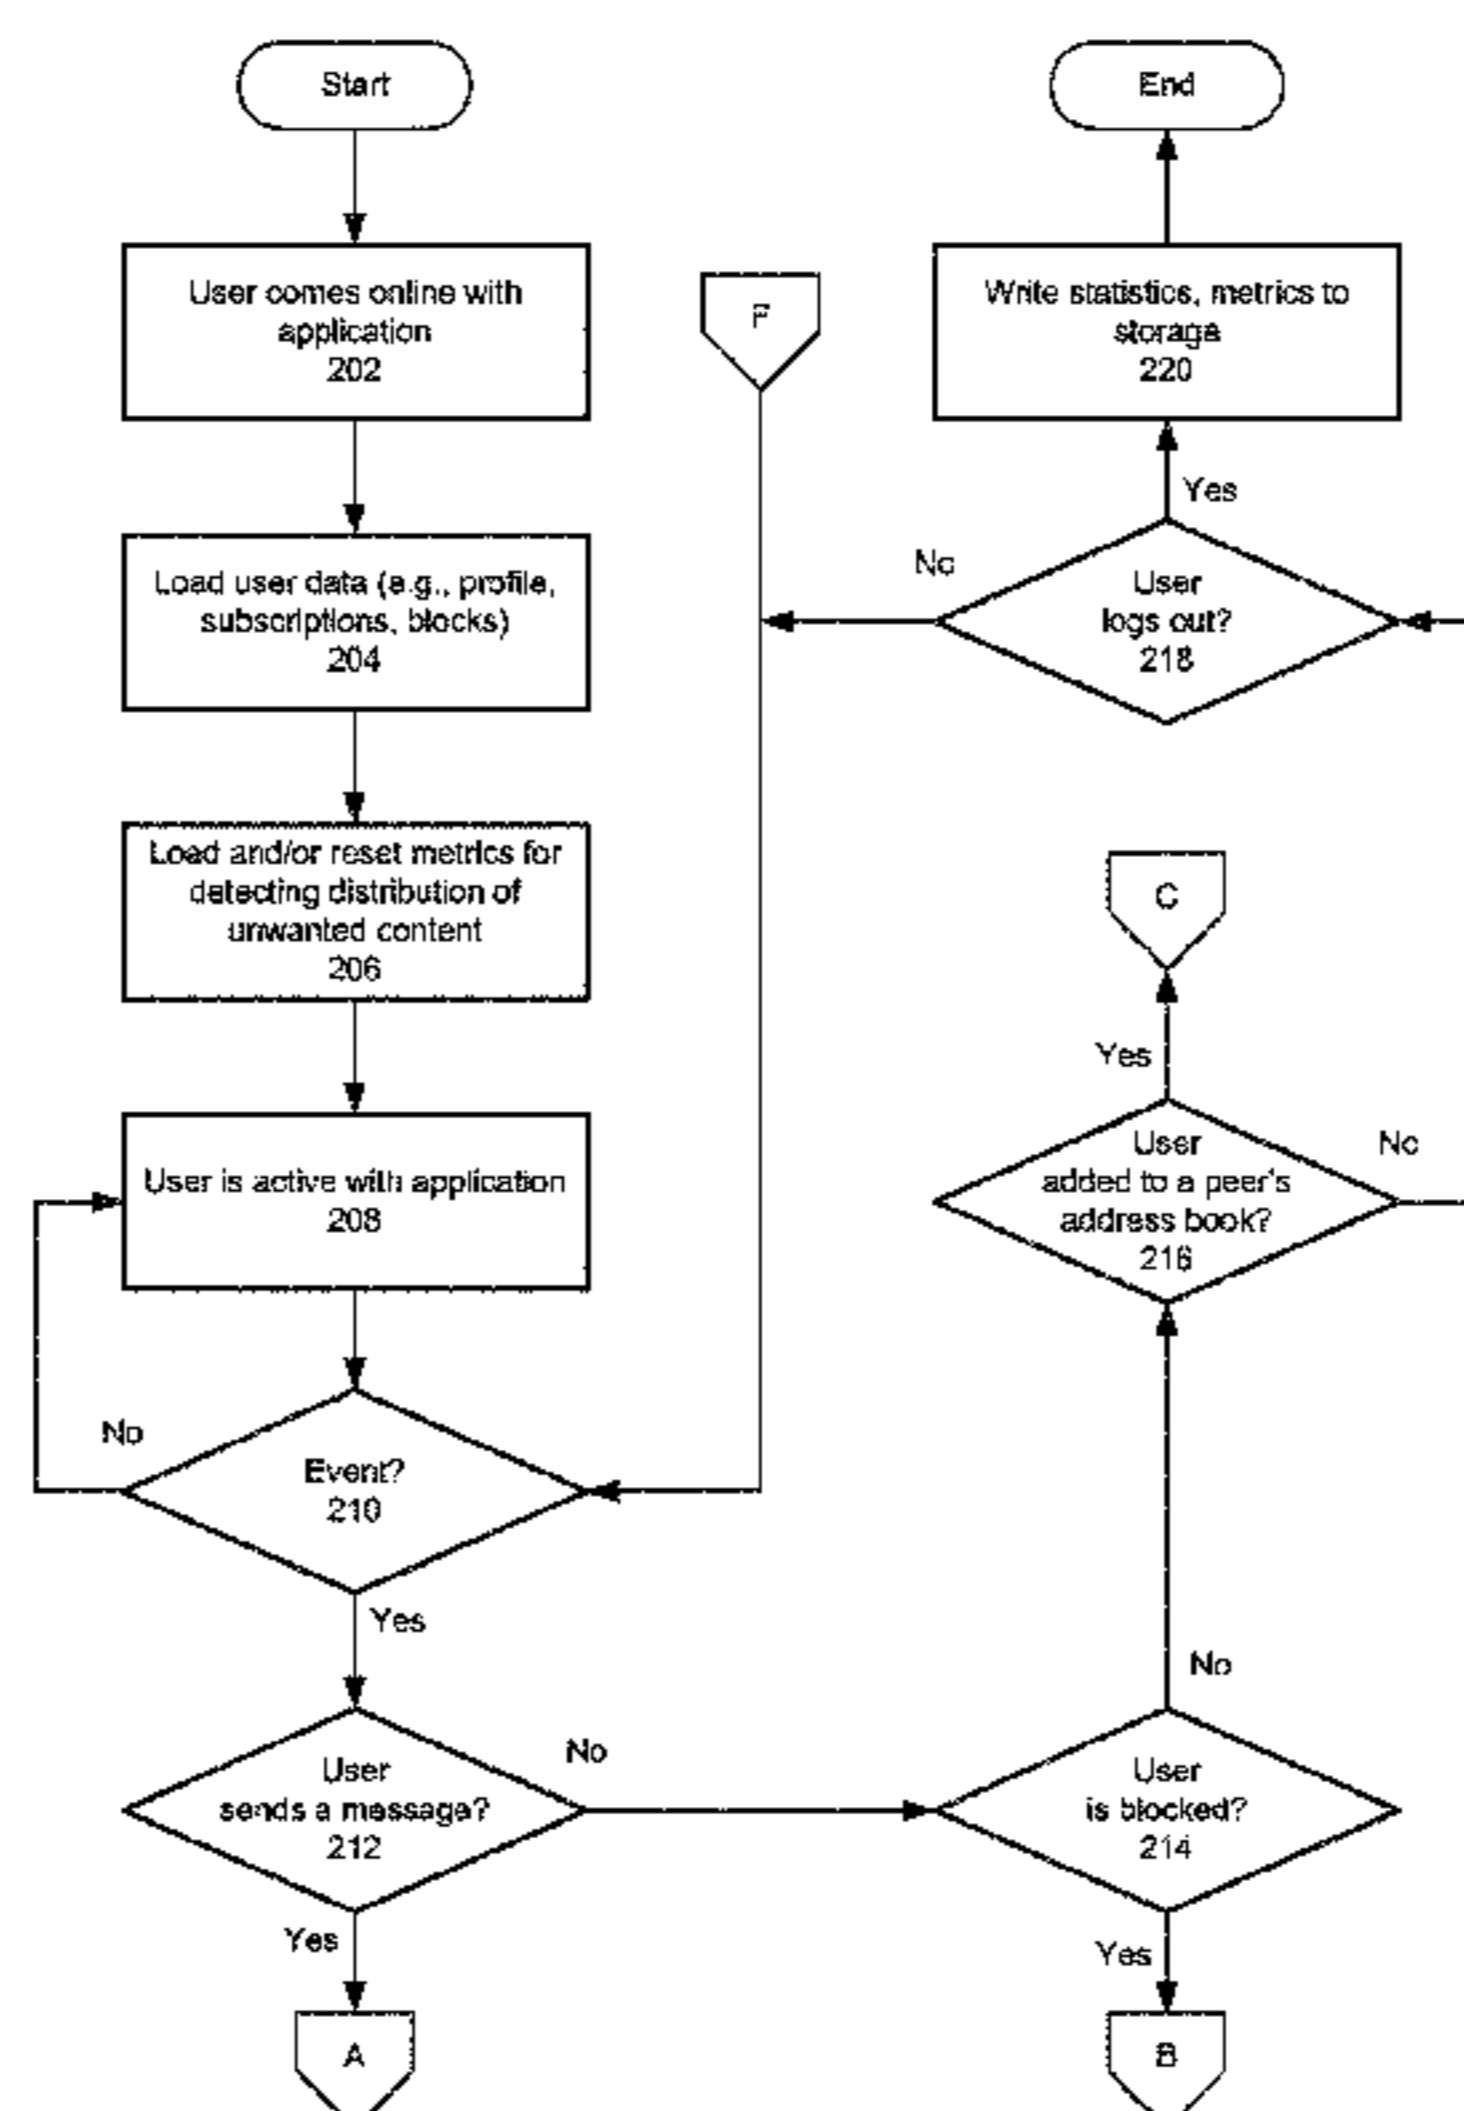 Start
User comes online with
application
202
Load user data (e.g., profile,
subscriptions, blocks)
204
Load and/or reset metrics for
detecting distribution of
unwanted content
206
User is active with application
208
No
Event?
210
Yes
User
sends a message?
212
No
Yes
A
F
End
Write statistics, metrics to
storage
220
Yes
No
User
logs out?
218
C
Yes
No
User
added to a peer's
address book?
216
No
User
is blocked?
214
Yes
B